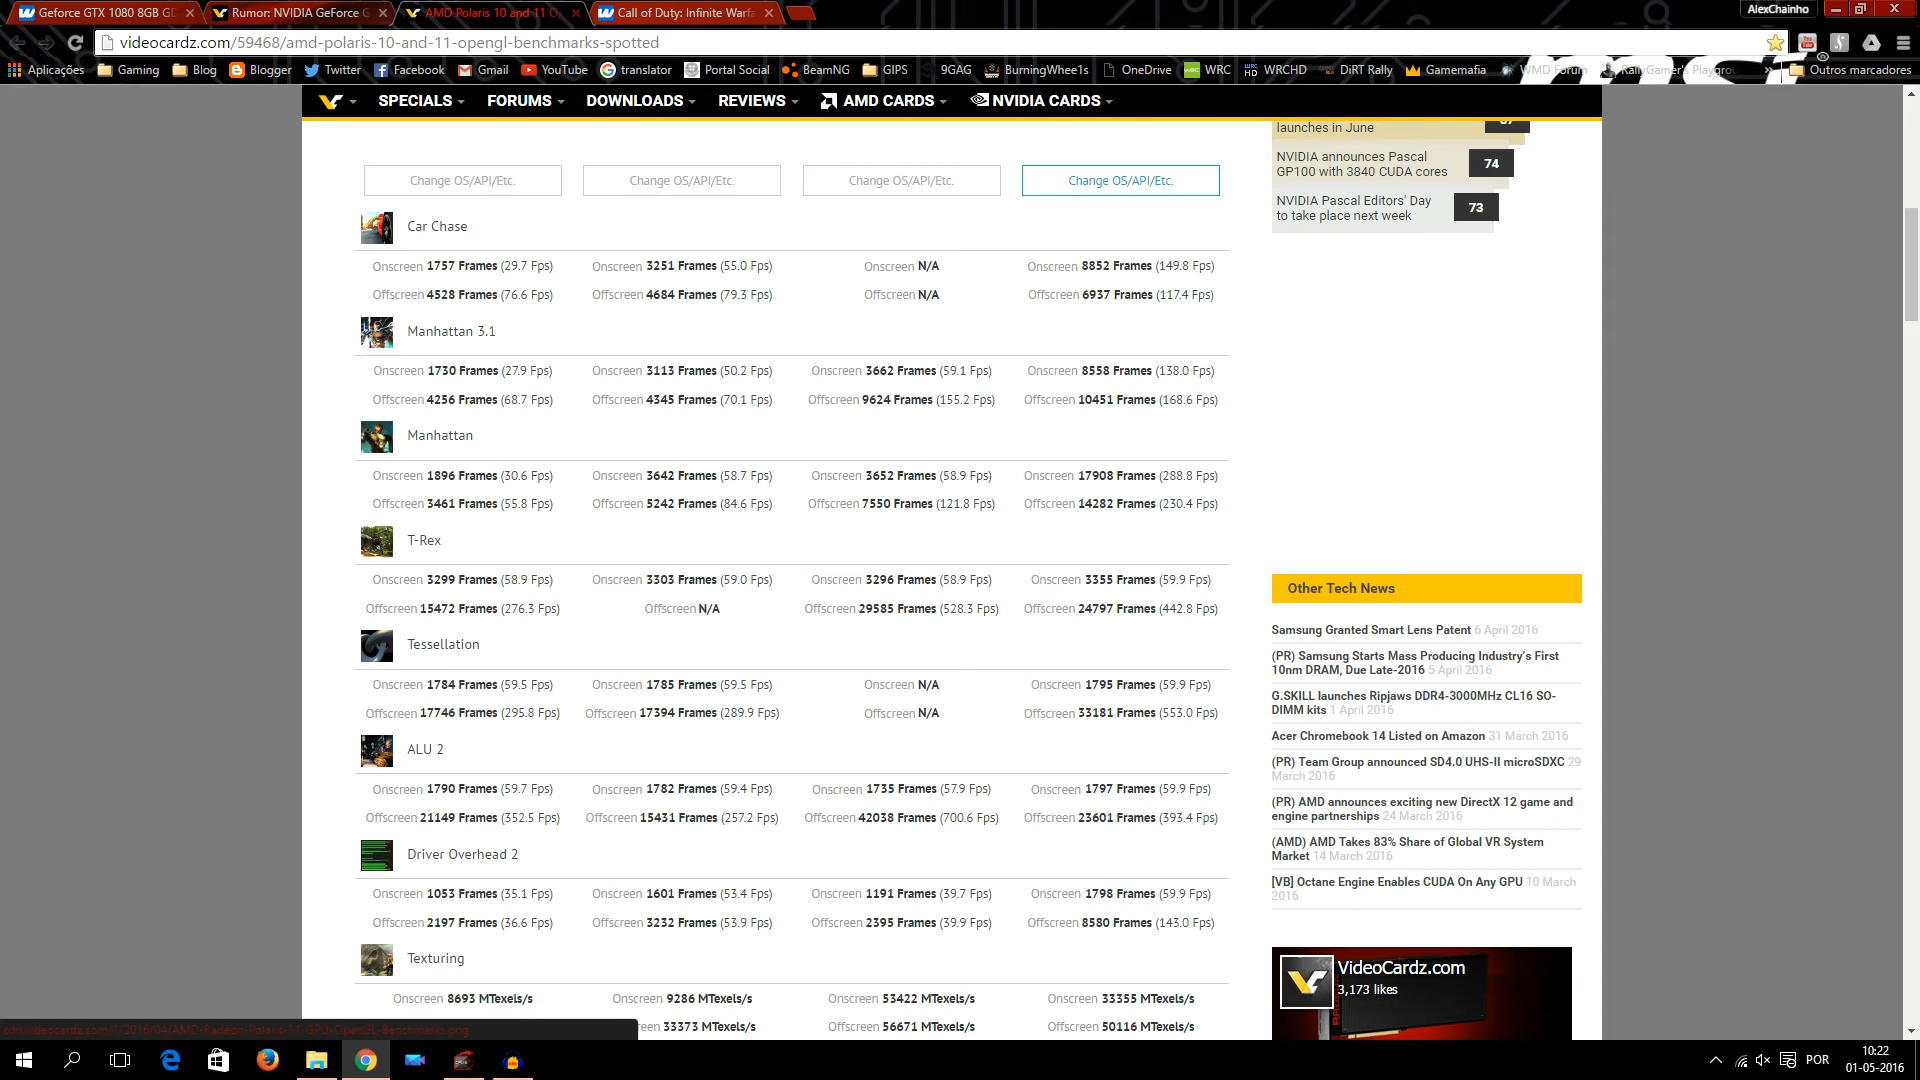 Geforce GTX 1080 8GB GD
Rumor: NVIDIA GeForce G
AMD Polaris 10 and 11 O
Call of Duty: Infinite Warfa
AlexChainho
videocardz.com/59468/amd-polaris-10-and-11-opengl-benchmarks-spotted
Aplicações Gaming Blog Blogger Twitter Facebook Gmail YouTube translator Portal Social BeamNG GIPS 9GAG BurningWhee1s OneDrive WRC WRCHD DiRT Rally Gamemafia WMD Forum RallyGamer's Playgro » Outros marcadores
SPECIALS FORUMS DOWNLOADS REVIEWS AMD CARDS NVIDIA CARDS
Change OS/API/Etc. Change OS/API/Etc. Change OS/API/Etc. Change OS/API/Etc.
Car Chase
Onscreen 1757 Frames (29.7 Fps) Onscreen 3251 Frames (55.0 Fps) Onscreen N/A Onscreen 8852 Frames (149.8 Fps)
Offscreen 4528 Frames (76.6 Fps) Offscreen 4684 Frames (79.3 Fps) Offscreen N/A Offscreen 6937 Frames (117.4 Fps)
Manhattan 3.1
Onscreen 1730 Frames (27.9 Fps) Onscreen 3113 Frames (50.2 Fps) Onscreen 3662 Frames (59.1 Fps) Onscreen 8558 Frames (138.0 Fps)
Offscreen 4256 Frames (68.7 Fps) Offscreen 4345 Frames (70.1 Fps) Offscreen 9624 Frames (155.2 Fps) Offscreen 10451 Frames (168.6 Fps)
Manhattan
Onscreen 1896 Frames (30.6 Fps) Onscreen 3642 Frames (58.7 Fps) Onscreen 3652 Frames (58.9 Fps) Onscreen 17908 Frames (288.8 Fps)
Offscreen 3461 Frames (55.8 Fps) Offscreen 5242 Frames (84.6 Fps) Offscreen 7550 Frames (121.8 Fps) Offscreen 14282 Frames (230.4 Fps)
T-Rex
Onscreen 3299 Frames (58.9 Fps) Onscreen 3303 Frames (59.0 Fps) Onscreen 3296 Frames (58.9 Fps) Onscreen 3355 Frames (59.9 Fps)
Offscreen 15472 Frames (276.3 Fps) Offscreen N/A Offscreen 29585 Frames (528.3 Fps) Offscreen 24797 Frames (442.8 Fps)
Tessellation
Onscreen 1784 Frames (59.5 Fps) Onscreen 1785 Frames (59.5 Fps) Onscreen N/A Onscreen 1795 Frames (59.9 Fps)
Offscreen 17746 Frames (295.8 Fps) Offscreen 17394 Frames (289.9 Fps) Offscreen N/A Offscreen 33181 Frames (553.0 Fps)
ALU 2
Onscreen 1790 Frames (59.7 Fps) Onscreen 1782 Frames (59.4 Fps) Onscreen 1735 Frames (57.9 Fps) Onscreen 1797 Frames (59.9 Fps)
Offscreen 21149 Frames (352.5 Fps) Offscreen 15431 Frames (257.2 Fps) Offscreen 42038 Frames (700.6 Fps) Offscreen 23601 Frames (393.4 Fps)
Driver Overhead 2
Onscreen 1053 Frames (35.1 Fps) Onscreen 1601 Frames (53.4 Fps) Onscreen 1191 Frames (39.7 Fps) Onscreen 1798 Frames (59.9 Fps)
Offscreen 2197 Frames (36.6 Fps) Offscreen 3232 Frames (53.9 Fps) Offscreen 2395 Frames (39.9 Fps) Offscreen 8580 Frames (143.0 Fps)
Texturing
Onscreen 8693 MTexels/s Onscreen 9286 MTexels/s Onscreen 53422 MTexels/s Onscreen 33355 MTexels/s
een 33373 MTexels/s Offscreen 56671 MTexels/s Offscreen 50116 MTexels/s
launches in June
NVIDIA announces Pascal
GP100 with 3840 CUDA cores
74
NVIDIA Pascal Editors' Day
to take place next week
73
Other Tech News
Samsung Granted Smart Lens Patent 6 April 2016
(PR) Samsung Starts Mass Producing Industry's First
10nm DRAM, Due Late-2016 5 April 2016
G.SKILL launches Ripjaws DDR4-3000MHz CL16 SO-
DIMM kits 1 April 2016
Acer Chromebook 14 Listed on Amazon 31 March 2016
(PR) Team Group announced SD4.0 UHS-II microSDXC 29
March 2016
(PR) AMD announces exciting new DirectX 12 game and
engine partnerships 24 March 2016
(AMD) AMD Takes 83% Share of Global VR System
Market 14 March 2016
[VB] Octane Engine Enables CUDA On Any GPU 10 March
2016
VideoCardz.com
3,173 likes
cdn.videocardz.com/1/2016/04/AMD-Radeon-Polaris-11-GPU-OpenGL-Benchmarks.png
POR
10:22
01-05-2016